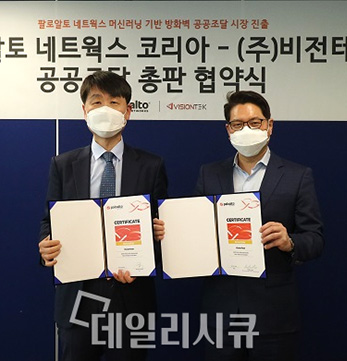 팔로알토 네트웍스 머신러닝 기반 방화벽 공공조달 시장 진출
알토 네트웍스 코리아 - (주)비전테
공공조달 총판 협약식
paloalto VISIONTEK
CERTIFICATE
CERTIFICATE
데일리시큐